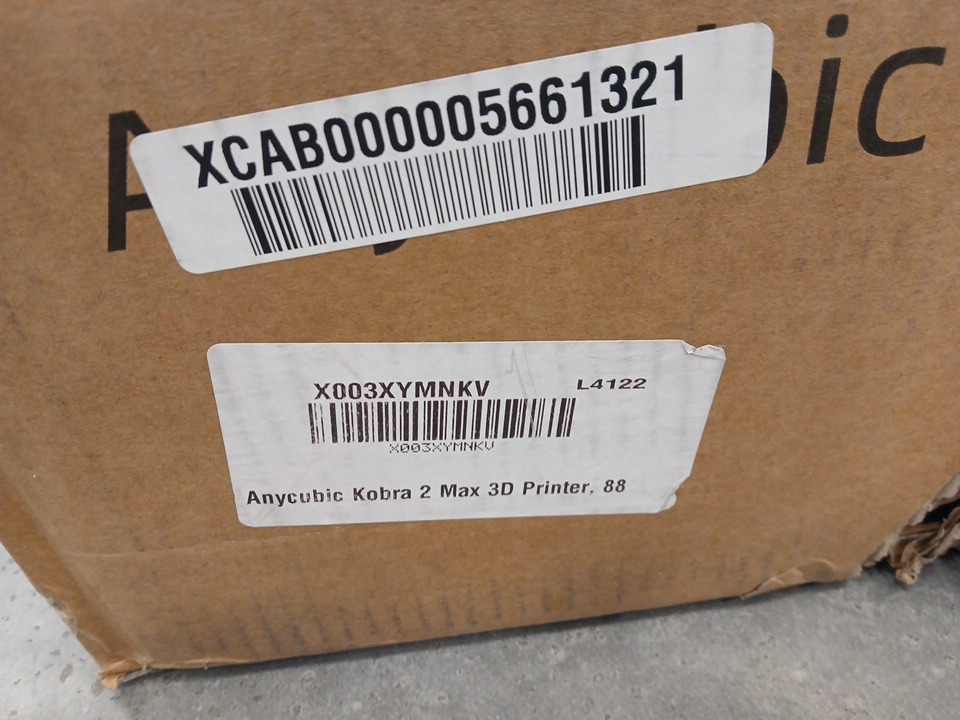 XCAB000005661321
X003XYMNKV L4122
X003XYMNKV
Anycubic Kobra 2 Max 3D Printer, 88